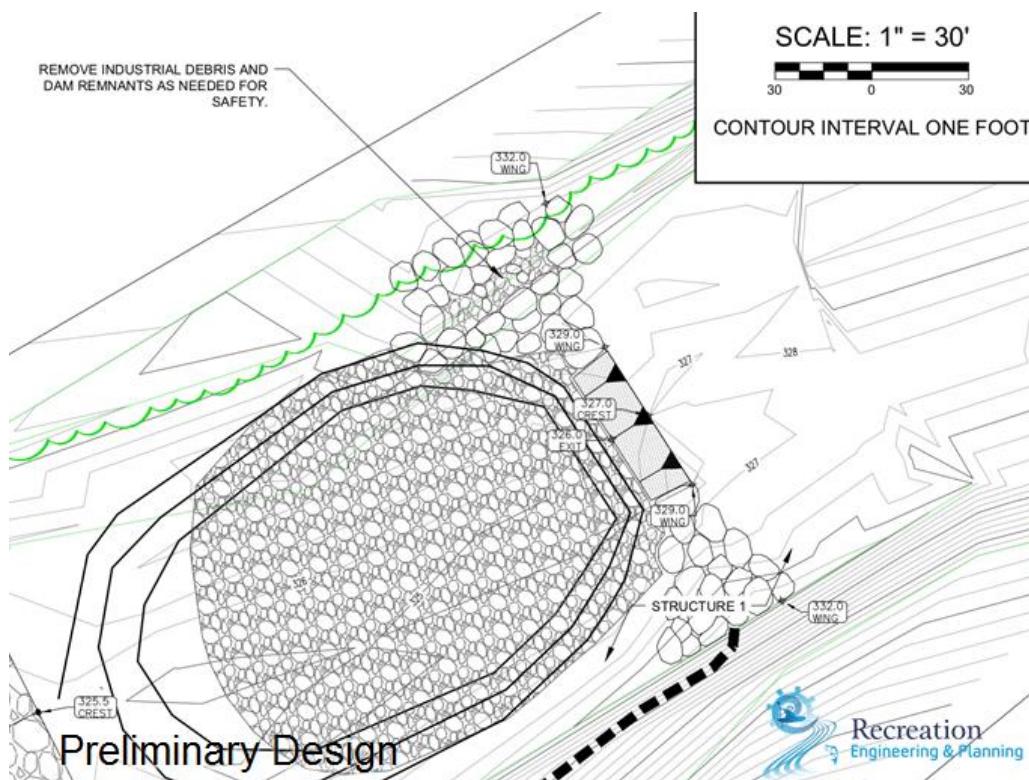 SCALE: 1" = 30'
30 0 30
CONTOUR INTERVAL ONE FOOT
REMOVE INDUSTRIAL DEBRIS AND
DAM REMNANTS AS NEEDED FOR
SAFETY.
332.0
WING
329.0
WING
327
328
327.0
CREST
326.0
EXIT
327
329.0
WING
326
STRUCTURE 1
332.0
WING
325.5
CREST
Preliminary Design
Recreation
Engineering & Planning